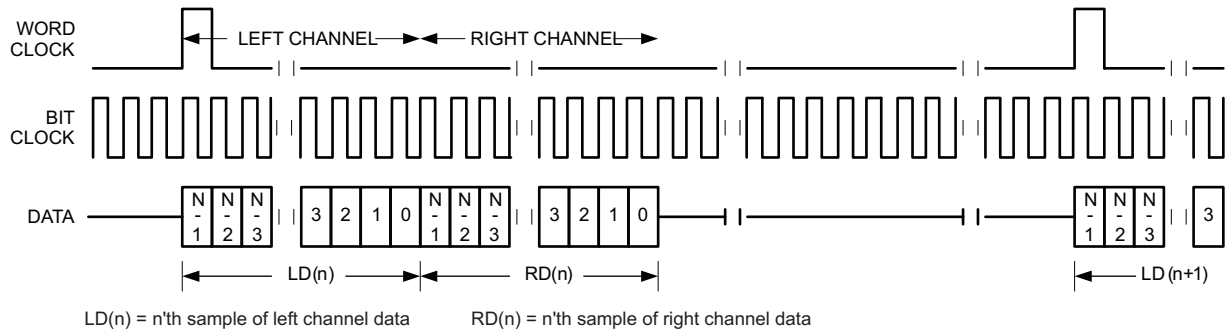 WORD
CLOCK
LEFT CHANNEL
RIGHT CHANNEL
BIT
CLOCK
DATA
N
-
1
N
-
2
N
-
3
3 2 1 0
N
-
1
N
-
2
N
-
3
3 2 1 0
N
-
1
N
-
2
N
-
3
3
LD(n)
RD(n)
LD (n+1)
LD(n) = n'th sample of left channel data
RD(n) = n'th sample of right channel data